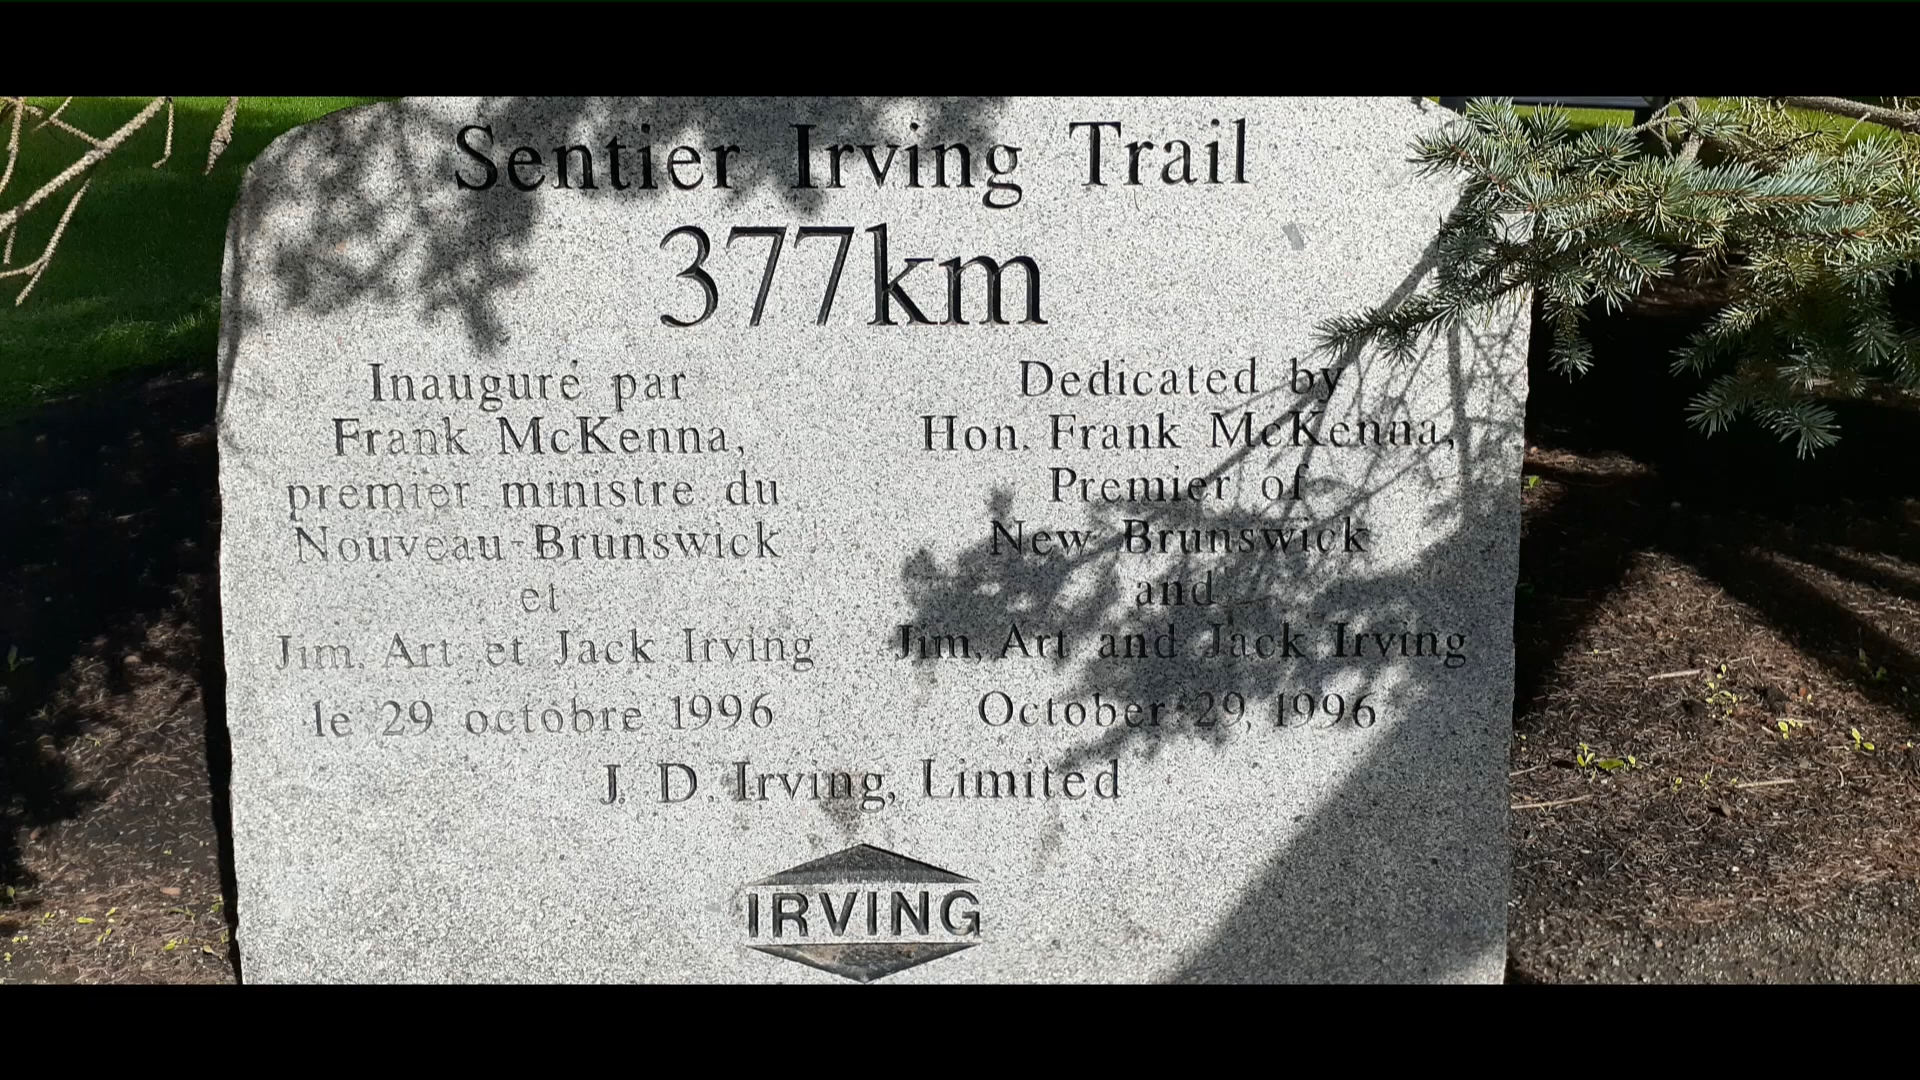 Sentier Irving Trail
377km
Inauguré par
Frank McKenna,
premier ministre du
Nouveau-Brunswick
et
Jim, Art et Jack Irving
le 29 octobre 1996
Dedicated by
Hon. Frank McKenna,
Premier of
New Brunswick
and
Jim, Art and Jack Irving
October 29, 1996
J. D. Irving, Limited
IRVING